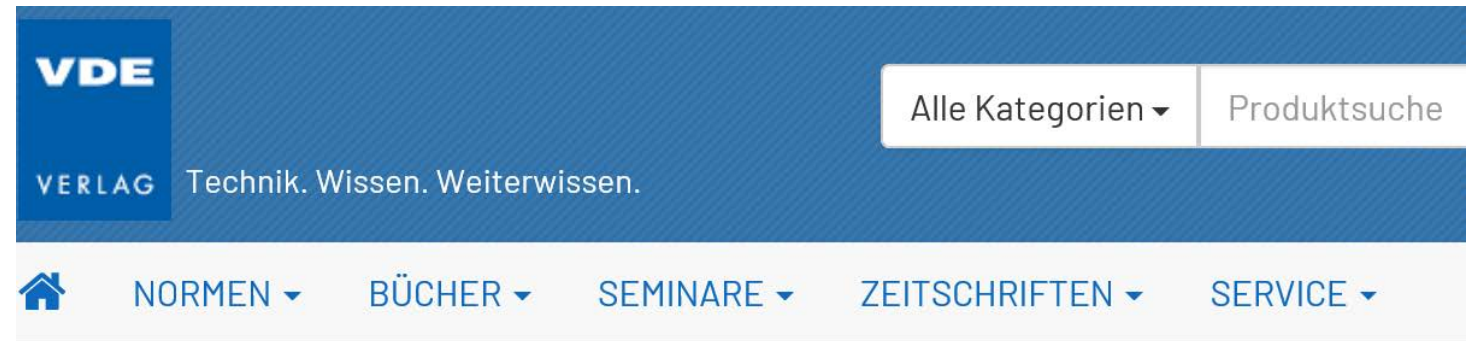 VDE
VERLAG
Technik. Wissen. Weiterwissen.
Alle Kategorien
Produktsuche
NORMEN BÜCHER SEMINARE ZEITSCHRIFTEN SERVICE